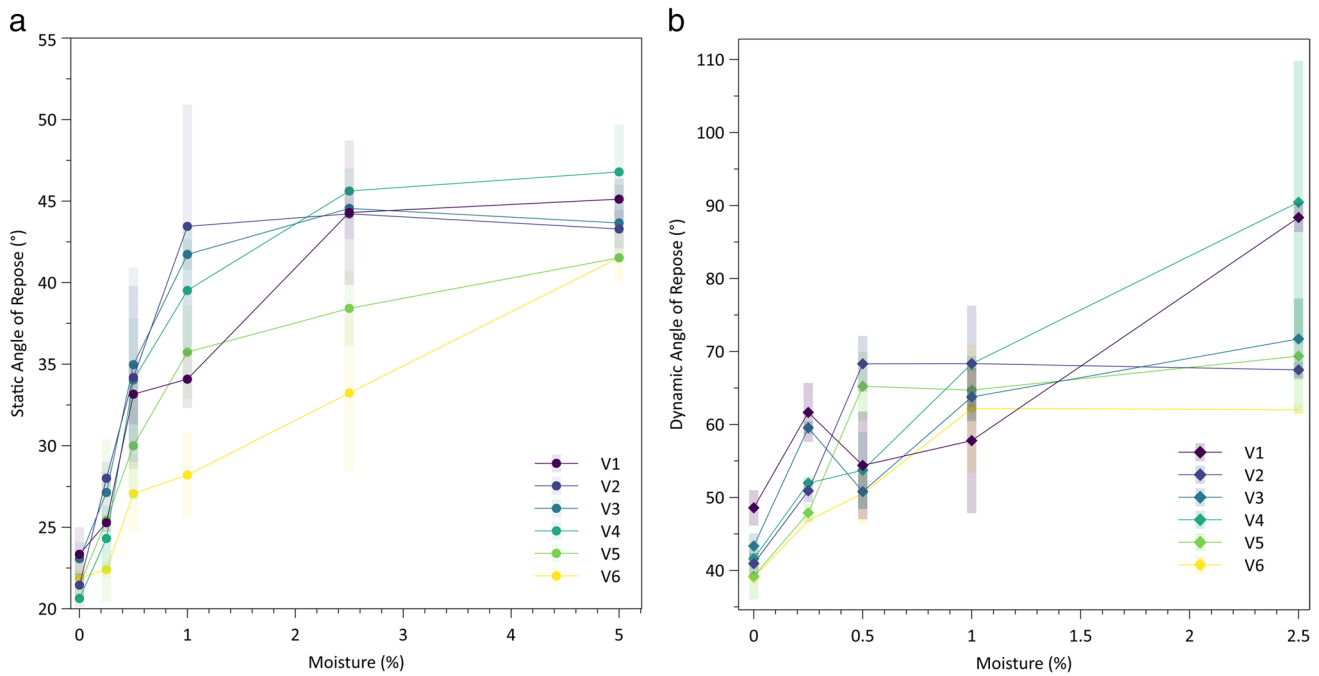 a
55
50
45
40
35
30
25
20
Static Angle of Repose (°)
0 1 2 3 4 5
Moisture (%)
V1
V2
V3
V4
V5
V6
b
110
100
90
80
70
60
50
40
Dynamic Angle of Repose (°)
0 0.5 1 1.5 2 2.5
Moisture (%)
V1
V2
V3
V4
V5
V6